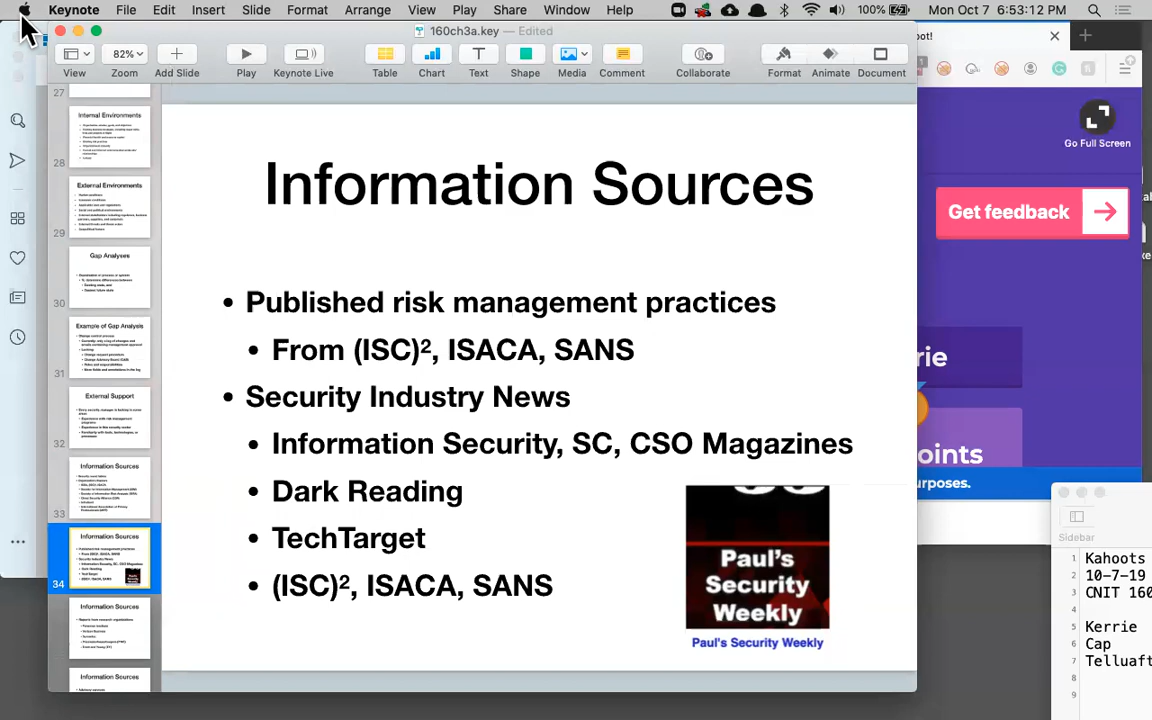 Keynote File Edit Insert Slide Format Arrange View Play Share Window Help 100% Mon Oct 7 6:53:12 PM
160ch3a.key — Edited
82%
View Zoom Add Slide Play Keynote Live Table Chart Text Shape Media Comment Collaborate Format Animate Document
ot!
27
Internal Environments
28
External Environments
29
Gap Analyses
30
Example of Gap Analysis
31
External Support
32
Information Sources
33
Information Sources
34
Information Sources
Information Sources
Information Sources
• Published risk management practices
• From (ISC)², ISACA, SANS
• Security Industry News
• Information Security, SC, CSO Magazines
• Dark Reading
• TechTarget
• (ISC)², ISACA, SANS
Paul's
Security
Weekly
Paul's Security Weekly
Go Full Screen
Get feedback
rie
oints
urposes.
Sidebar
1 Kahoots
2 10-7-19
3 CNIT 160
4
5 Kerrie
6 Cap
7 Telluaft
8
9